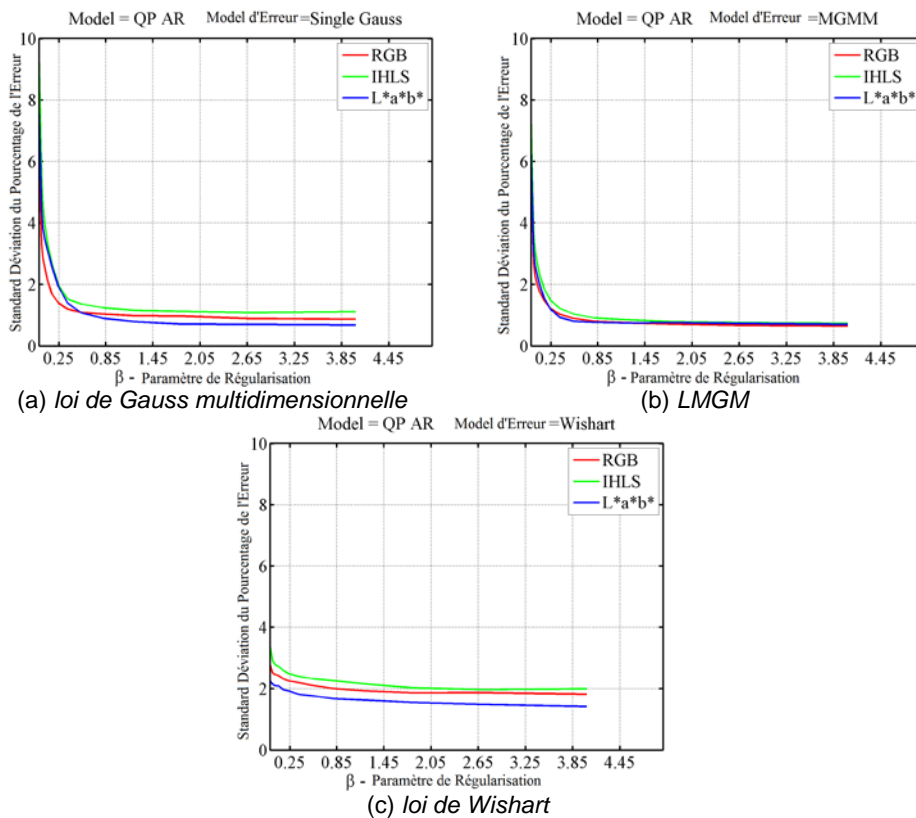 Model = QP AR Model d'Erreur =Single Gauss
Standard Déviation du Pourcentage de l'Erreur
10
8
6
4
2
0
RGB
IHLS
L*a*b*
0.25 0.85 1.45 2.05 2.65 3.25 3.85 4.45
β - Paramètre de Régularisation
(a) loi de Gauss multidimensionnelle
Model = QP AR Model d'Erreur =MGMM
Standard Déviation du Pourcentage de l'Erreur
10
8
6
4
2
0
RGB
IHLS
L*a*b*
0.25 0.85 1.45 2.05 2.65 3.25 3.85 4.45
β - Paramètre de Régularisation
(b) LMGM
Model = QP AR Model d'Erreur =Wishart
Standard Déviation du Pourcentage de l'Erreur
10
8
6
4
2
0
RGB
IHLS
L*a*b*
0.25 0.85 1.45 2.05 2.65 3.25 3.85 4.45
β - Paramètre de Régularisation
(c) loi de Wishart